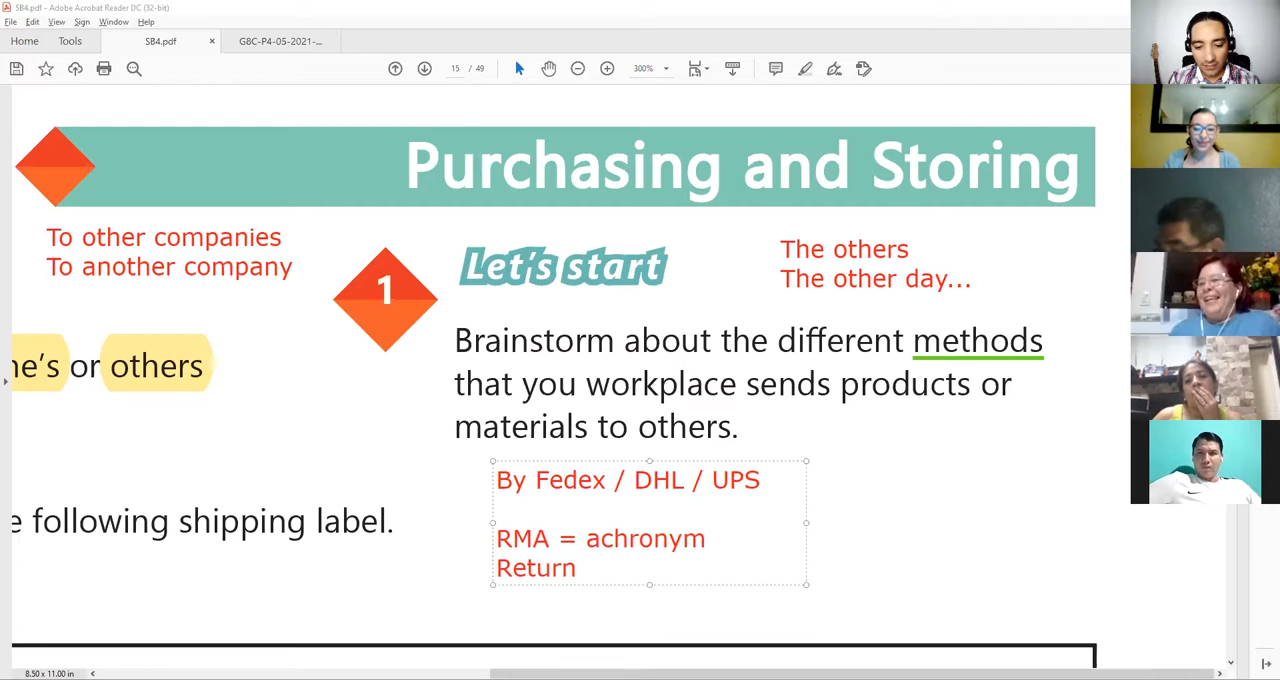 SB4.pdf - Adobe Acrobat Reader DC (32-bit)
File Edit View Sign Window Help
Home Tools SB4.pdf × GBC-P4-05-2021-...
15 / 49 300%
Purchasing and Storing
To other companies
To another company
1
Let's start
The others
The other day...
ne's or others
Brainstorm about the different methods
that you workplace sends products or
materials to others.
By Fedex / DHL / UPS
RMA = achronym
Return
e following shipping label.
8.50 x 11.00 in